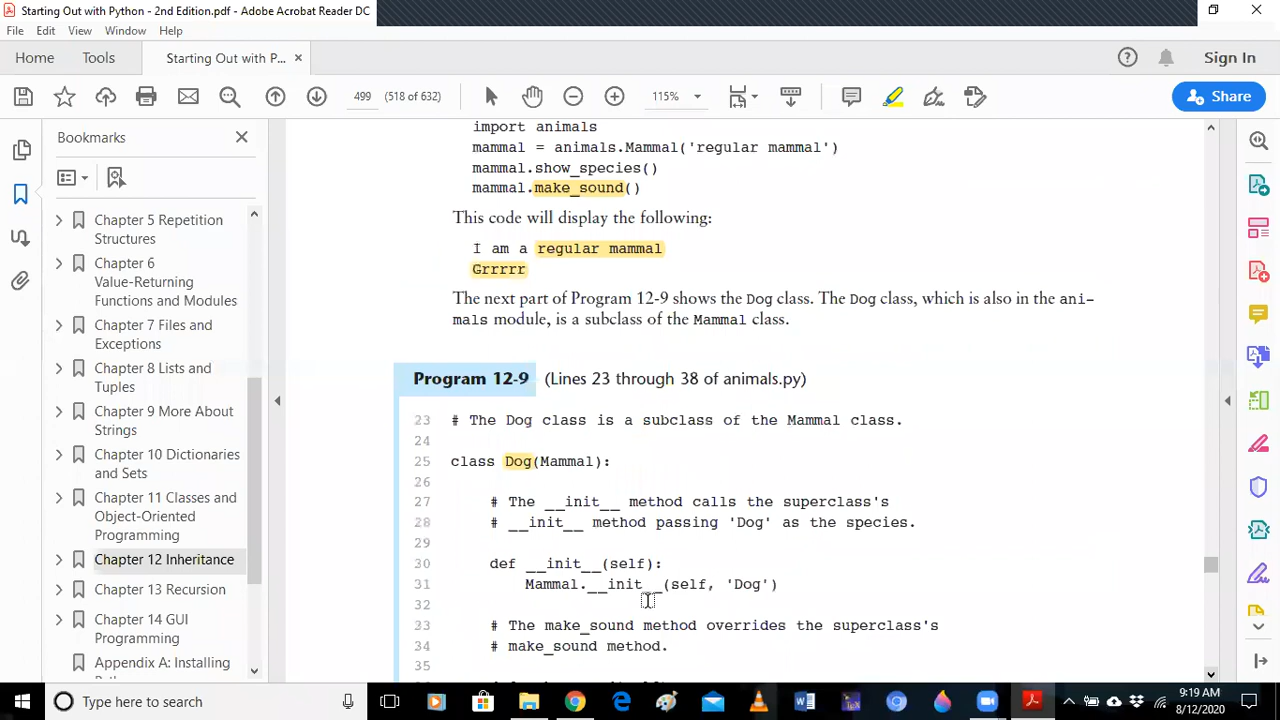 Starting Out with Python - 2nd Edition.pdf - Adobe Acrobat Reader DC
File Edit View Window Help
Home Tools Starting Out with P... × Sign In
499 (518 of 632) 115% Share
Bookmarks
Chapter 5 Repetition
Structures
Chapter 6
Value-Returning
Functions and Modules
Chapter 7 Files and
Exceptions
Chapter 8 Lists and
Tuples
Chapter 9 More About
Strings
Chapter 10 Dictionaries
and Sets
Chapter 11 Classes and
Object-Oriented
Programming
Chapter 12 Inheritance
Chapter 13 Recursion
Chapter 14 GUI
Programming
Appendix A: Installing
import animals
mammal = animals.Mammal('regular mammal')
mammal.show_species()
mammal.make_sound()
This code will display the following:
I am a regular mammal
Grrrrr
The next part of Program 12-9 shows the Dog class. The Dog class, which is also in the ani-
mals module, is a subclass of the Mammal class.
Program 12-9 (Lines 23 through 38 of animals.py)
23 # The Dog class is a subclass of the Mammal class.
24
25 class Dog(Mammal):
26
27 # The __init__ method calls the superclass's
28 # __init__ method passing 'Dog' as the species.
29
30 def __init__(self):
31 Mammal.__init__(self, 'Dog')
32
33 # The make_sound method overrides the superclass's
34 # make_sound method.
35
Type here to search
9:19 AM
8/12/2020